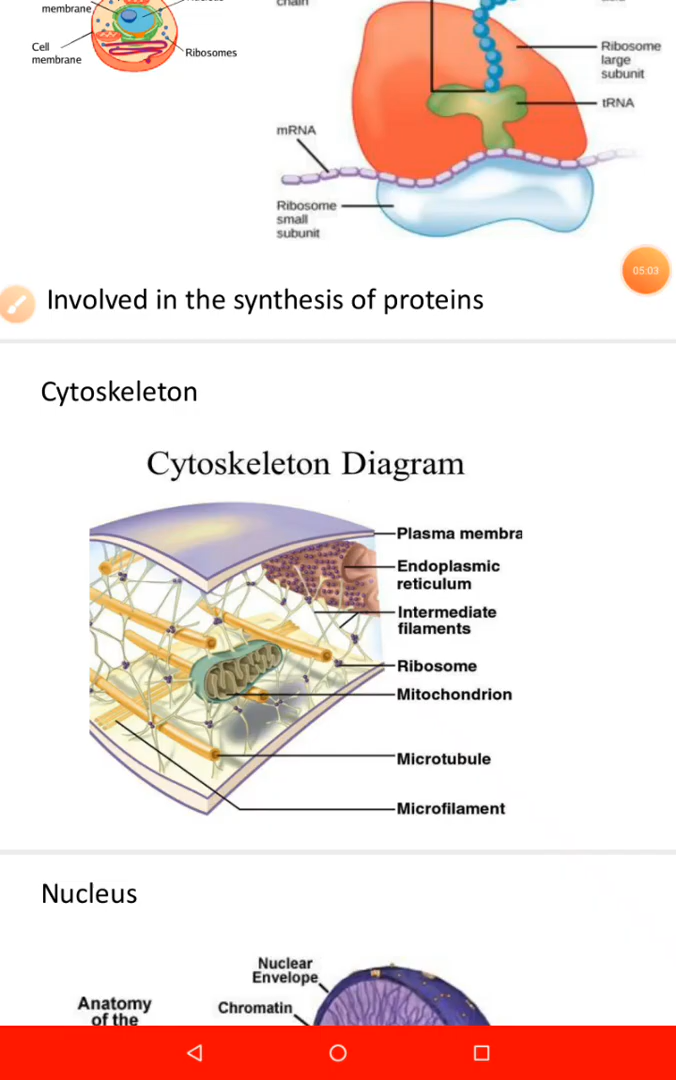 membrane
Cell
membrane
Ribosomes
chain
Ribosome
large
subunit
tRNA
mRNA
Ribosome
small
subunit
05:03
Involved in the synthesis of proteins
Cytoskeleton
Cytoskeleton Diagram
Plasma membra
Endoplasmic
reticulum
Intermediate
filaments
Ribosome
Mitochondrion
Microtubule
Microfilament
Nucleus
Nuclear
Envelope
Anatomy
of the
Chromatin